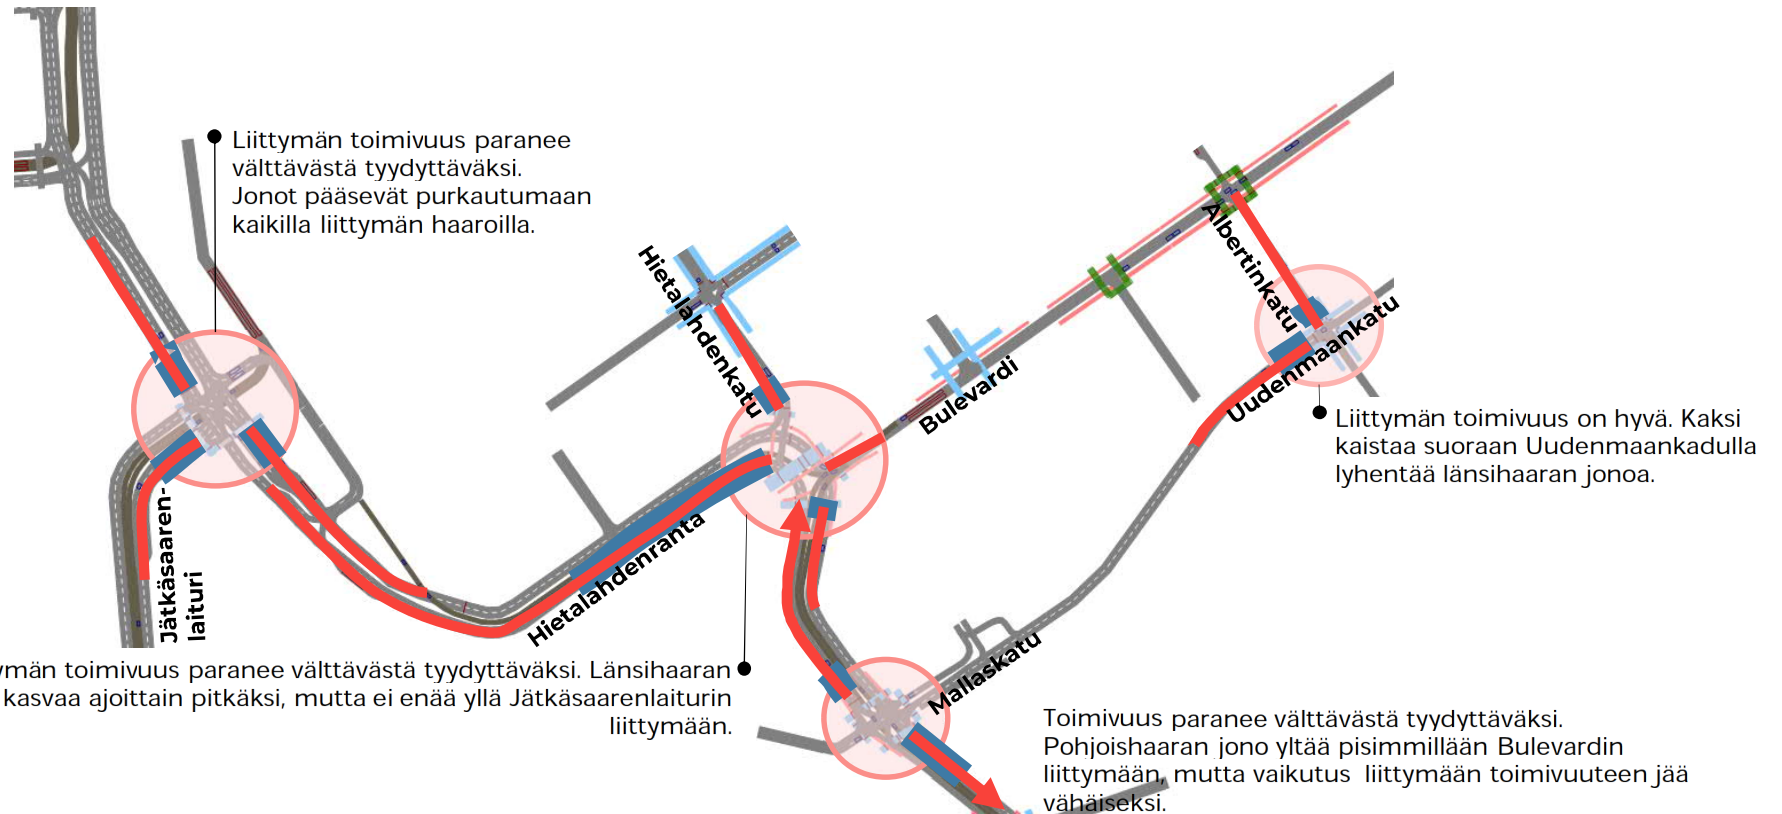 Liittymän toimivuus paranee
välttävästä tyydyttäväksi.
Jonot pääsevät purkautumaan
kaikilla liittymän haaroilla.
Hietalahdenkatu
Albertinkatu
Bulevardi
Uudenmaankatu
Liittymän toimivuus on hyvä. Kaksi
kaistaa suoraan Uudenmaankadulla
lyhentää länsihaaran jonoa.
Jätkäsaaren-
laituri
Hietalahdenranta
Mallaskatu
ymän toimivuus paranee välttävästä tyydyttäväksi. Länsihaaran
kasvaa ajoittain pitkäksi, mutta ei enää yllä Jätkäsaarenlaiturin
liittymään.
Toimivuus paranee välttävästä tyydyttäväksi.
Pohjoishaaran jono yltää pisimmillään Bulevardin
liittymään, mutta vaikutus liittymään toimivuuteen jää
vähäiseksi.